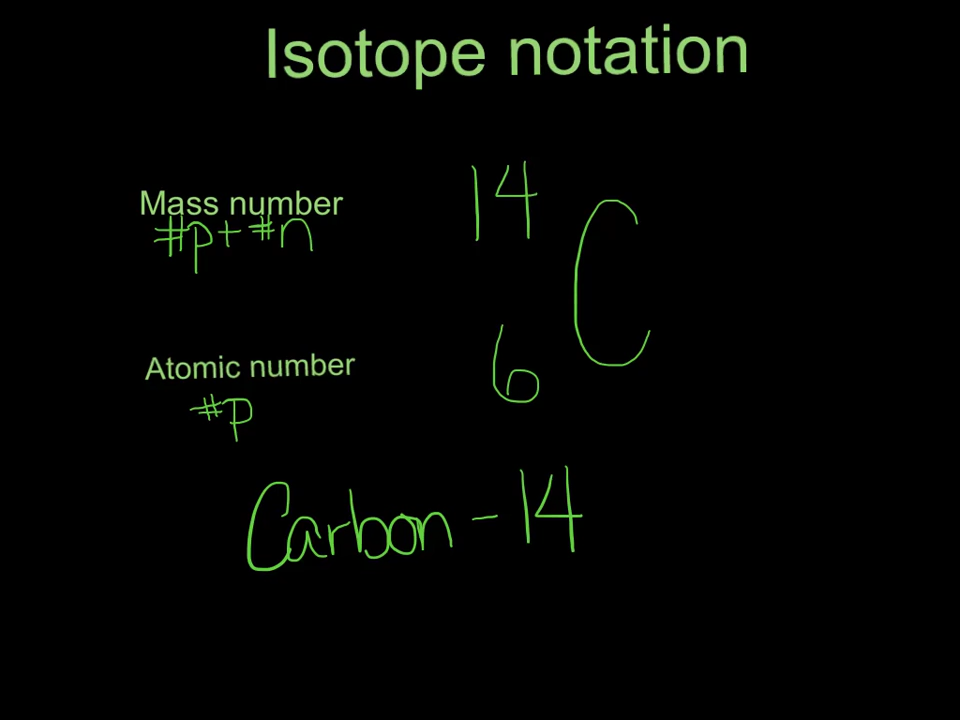 Isotope notation
Mass number
#p+#n
14
C
6
Atomic number
#p
Carbon-14